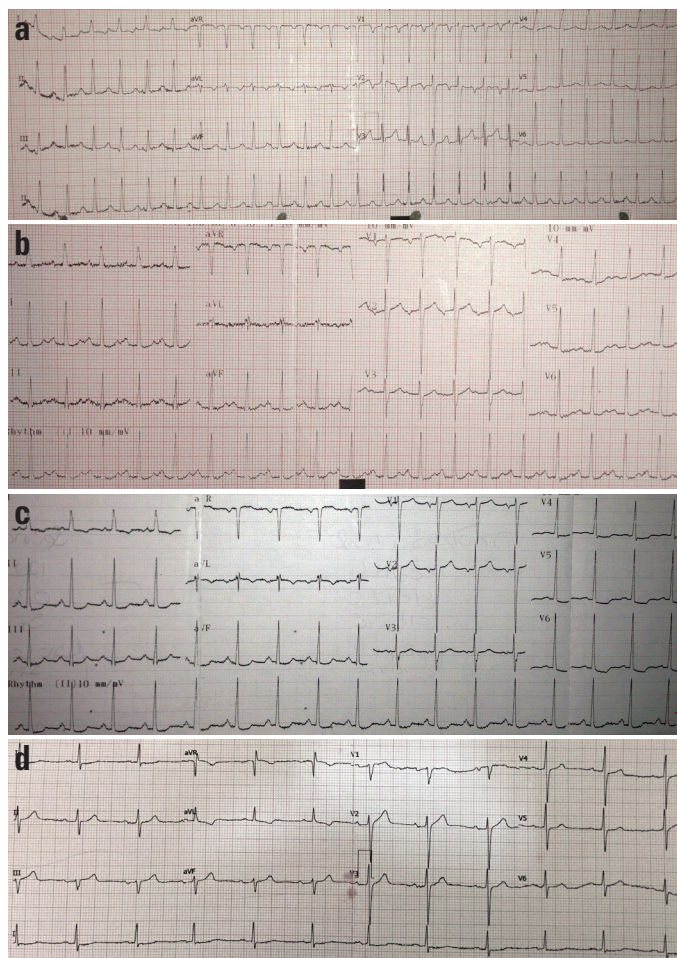 a
I aVR V1 V4
II aVL V2 V5
III aVF V3 V6
II
b
10 mm/mV 10 mm/mV
aVR V1 V4
I aVL V5
II aVF V3 V6
Rhythm 10 mm/mV
c
V1 V4
II aVL V2 V5
III aVF V3 V6
Rhythm (II) 10 mm/mV
d
aVR V1 V4
II aVL V2 V5
III aVF V3 V6